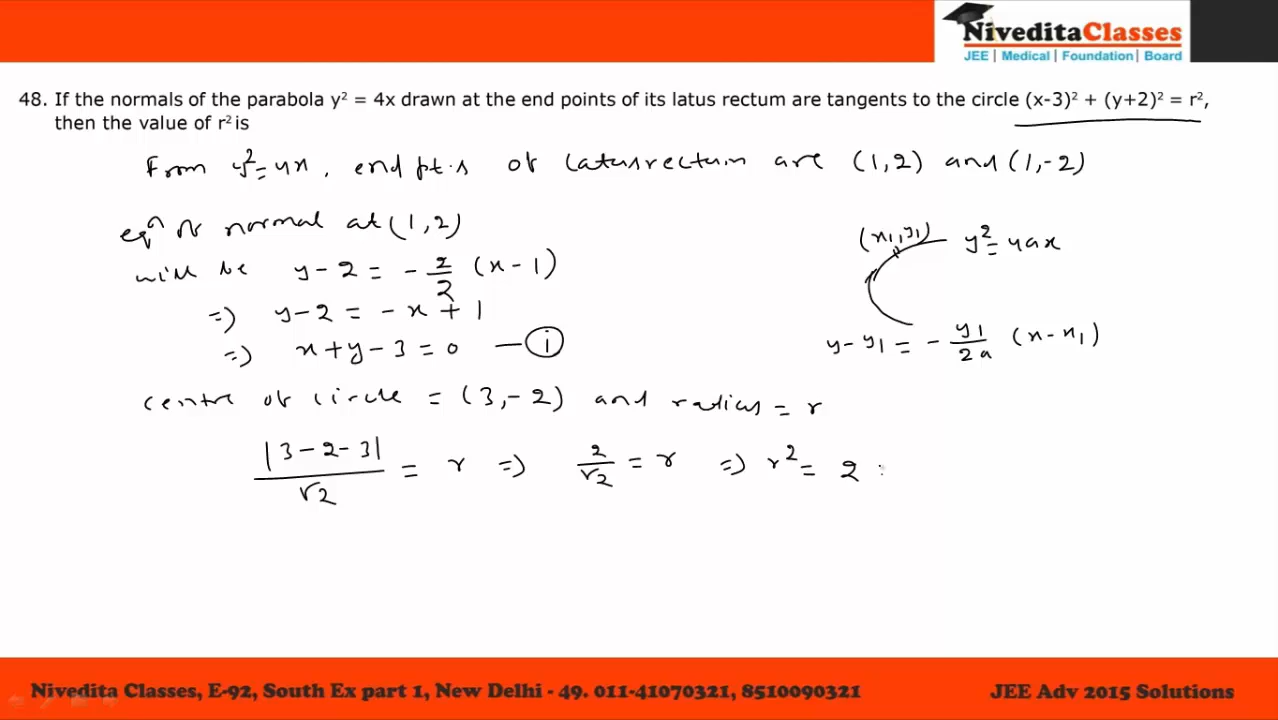 NiveditaClasses
JEE | Medical | Foundation | Board
48. If the normals of the parabola y² = 4x drawn at the end points of its latus rectum are tangents to the circle (x-3)² + (y+2)² = r²,
then the value of r² is
From y² = 4x, end pt.s of latusrectum are (1,2) and (1,-2)
eqⁿ of normal at (1,2)
will be y-2 = -2/2 (x-1)
=) y-2 = -x+1
=) x+y-3=0 — (i)
(x₁,y₁) y² = 4ax
y-y₁ = -y₁/2a (x-x₁)
centre of circle = (3,-2) and radius = r
|3-2-3|/√2 = r =) 2/√2 = r =) r² = 2
Nivedita Classes, E-92, South Ex part 1, New Delhi - 49. 011-41070321, 8510090321
JEE Adv 2015 Solutions